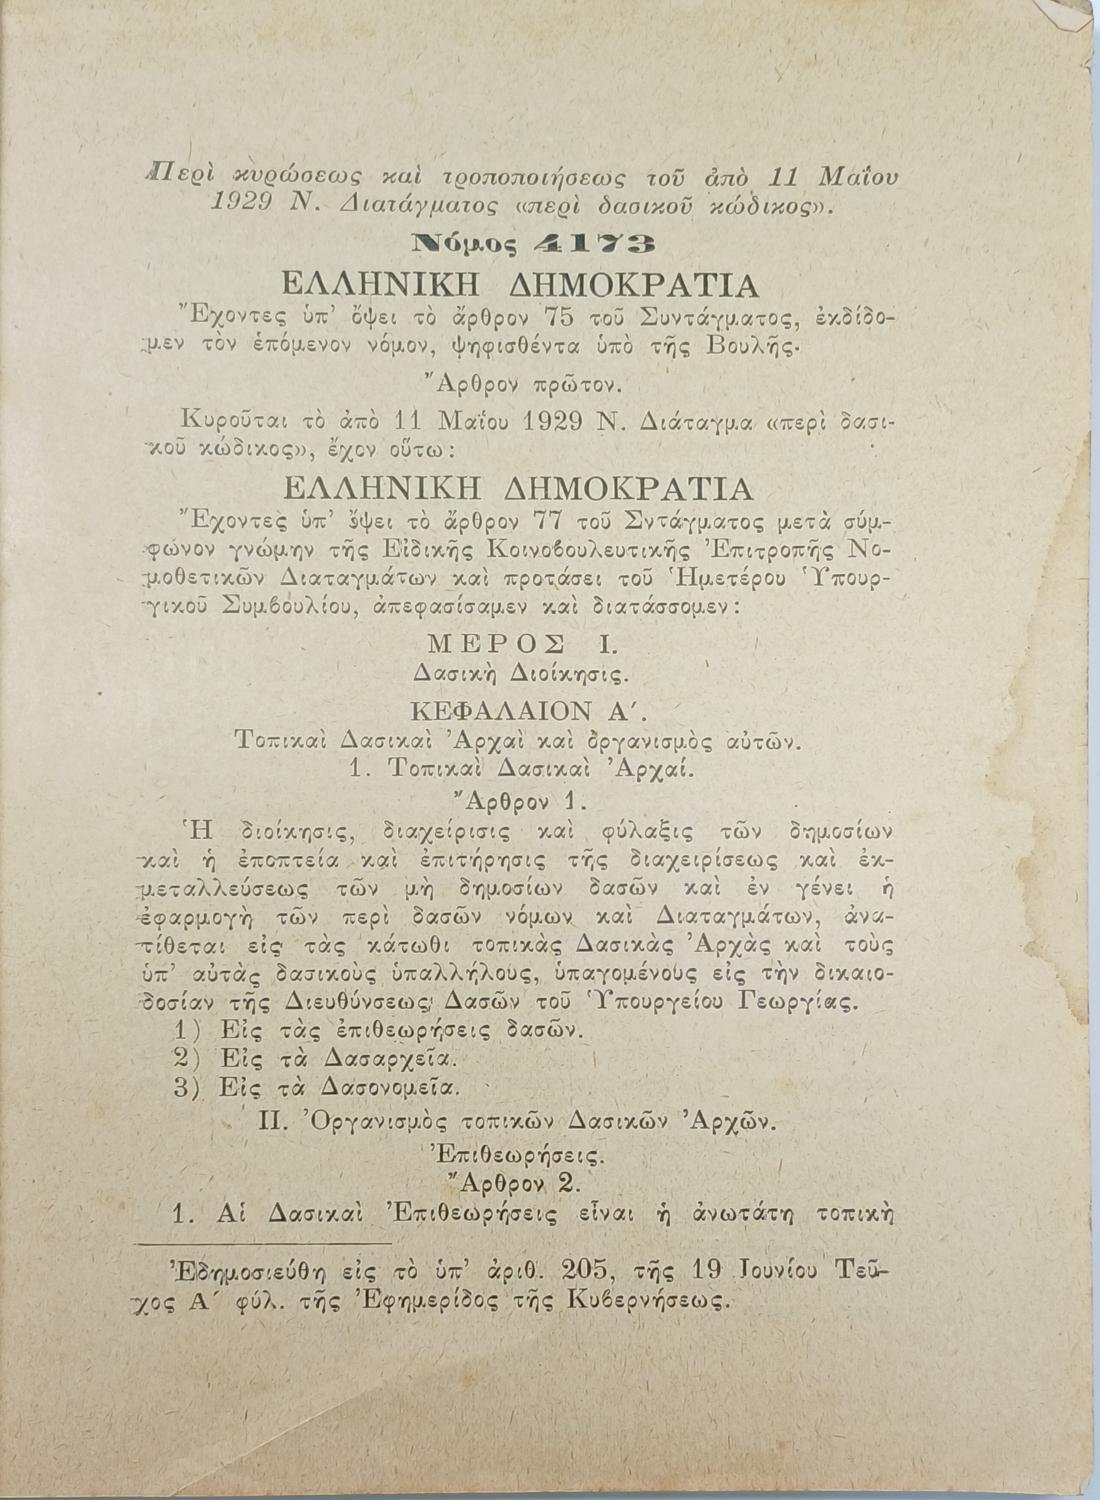 Περὶ κυρώσεως καὶ τροποποιήσεως τοῦ ἀπὸ 11 Μαΐου
1929 Ν. Διατάγματος «περὶ δασικοῦ κώδικος».
Νόμος 4173
ΕΛΛΗΝΙΚΗ ΔΗΜΟΚΡΑΤΙΑ
Ἔχοντες ὑπ' ὄψει τὸ ἄρθρον 75 τοῦ Συντάγματος, ἐκδίδο-
μεν τὸν ἑπόμενον νόμον, ψηφισθέντα ὑπὸ τῆς Βουλῆς·
Ἄρθρον πρῶτον.
Κυροῦται τὸ ἀπὸ 11 Μαΐου 1929 Ν. Διάταγμα «περὶ δασι-
κοῦ κώδικος», ἔχον οὕτω:
ΕΛΛΗΝΙΚΗ ΔΗΜΟΚΡΑΤΙΑ
Ἔχοντες ὑπ' ὄψει τὸ ἄρθρον 77 τοῦ Σντάγματος μετὰ σύμ-
φωνον γνώμην τῆς Εἰδικῆς Κοινοβουλευτικῆς Ἐπιτροπῆς Νο-
μοθετικῶν Διαταγμάτων καὶ προτάσει τοῦ Ἡμετέρου Ὑπουρ-
γικοῦ Συμβουλίου, ἀπεφασίσαμεν καὶ διατάσσομεν:
ΜΕΡΟΣ Ι.
Δασικὴ Διοίκησις.
ΚΕΦΑΛΑΙΟΝ Α′.
Τοπικαὶ Δασικαὶ Ἀρχαὶ καὶ ὀργανισμὸς αὐτῶν.
1. Τοπικαὶ Δασικαὶ Ἀρχαί.
Ἄρθρον 1.
Ἡ διοίκησις, διαχείρισις καὶ φύλαξις τῶν δημοσίων
καὶ ἡ ἐποπτεία καὶ ἐπιτήρησις τῆς διαχειρίσεως καὶ ἐκ-
μεταλλεύσεως τῶν μὴ δημοσίων δασῶν καὶ ἐν γένει ἡ
ἐφαρμογὴ τῶν περὶ δασῶν νόμων καὶ Διαταγμάτων, ἀνα-
τίθεται εἰς τὰς κάτωθι τοπικὰς Δασικὰς Ἀρχὰς καὶ τοὺς
ὑπ' αὐτὰς δασικοὺς ὑπαλλήλους, ὑπαγομένους εἰς τὴν δικαιο-
δοσίαν τῆς Διευθύνσεως Δασῶν τοῦ Ὑπουργείου Γεωργίας.
1) Εἰς τὰς ἐπιθεωρήσεις δασῶν.
2) Εἰς τὰ Δασαρχεῖα.
3) Εἰς τὰ Δασονομεῖα.
ΙΙ. Ὀργανισμὸς τοπικῶν Δασικῶν Ἀρχῶν.
Ἐπιθεωρήσεις.
Ἄρθρον 2.
1. Αἱ Δασικαὶ Ἐπιθεωρήσεις εἶναι ἡ ἀνωτάτη τοπικὴ
Ἐδημοσιεύθη εἰς τὸ ὑπ' ἀριθ. 205, τῆς 19 Ἰουνίου Τεῦ-
χος Α′ φύλ. τῆς Ἐφημερίδος τῆς Κυβερνήσεως.